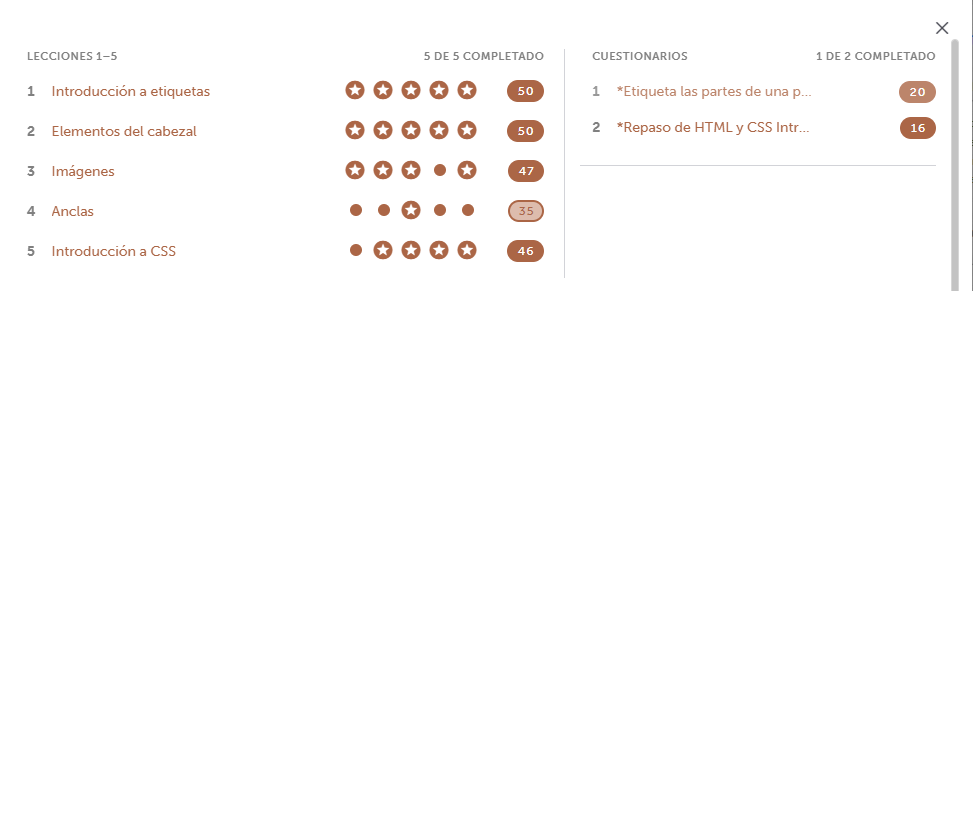 LECCIONES 1–5 5 DE 5 COMPLETADO
1 Introducción a etiquetas 50
2 Elementos del cabezal 50
3 Imágenes 47
4 Anclas 35
5 Introducción a CSS 46
CUESTIONARIOS 1 DE 2 COMPLETADO
1 *Etiqueta las partes de una p... 20
2 *Repaso de HTML y CSS Intr... 16